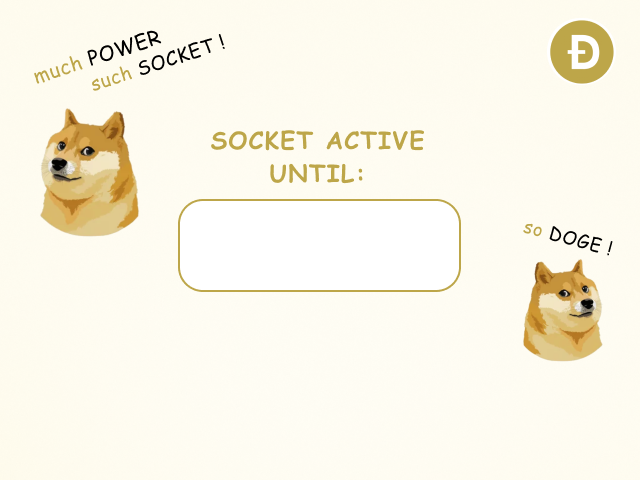 much POWER
such SOCKET !
Ð
SOCKET ACTIVE
UNTIL:
so DOGE !